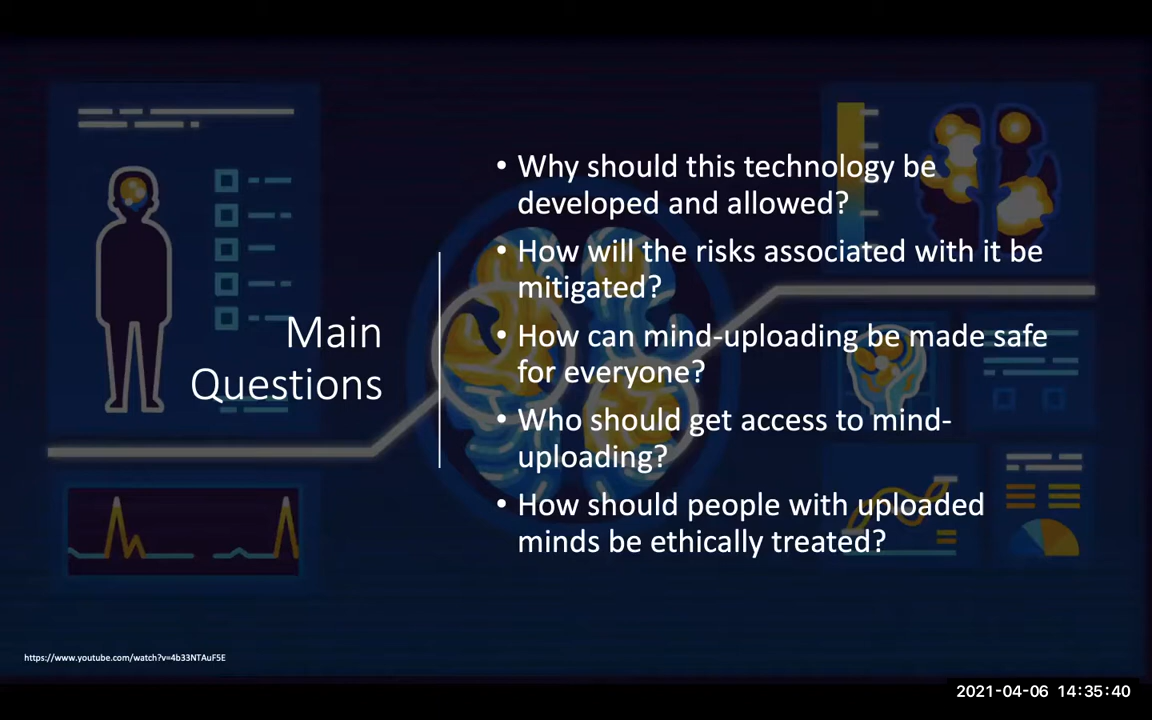 Main
Questions
• Why should this technology be
developed and allowed?
• How will the risks associated with it be
mitigated?
• How can mind-uploading be made safe
for everyone?
• Who should get access to mind-
uploading?
• How should people with uploaded
minds be ethically treated?
https://www.youtube.com/watch?v=4b33NTAuF5E
2021-04-06 14:35:40